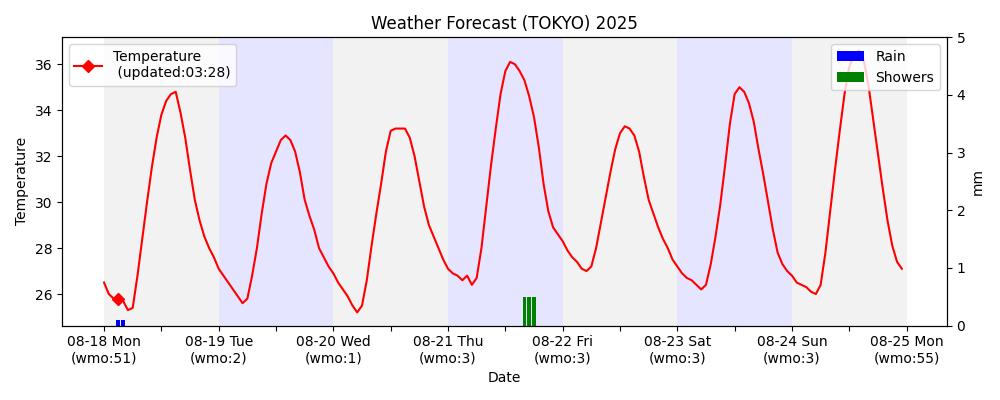 Weather Forecast (TOKYO) 2025
Temperature
(updated:03:28)
Rain
Showers
Temperature
36
34
32
30
28
26
5
4
3
2
1
0
mm
08-18 Mon
(wmo:51)
08-19 Tue
(wmo:2)
08-20 Wed
(wmo:1)
08-21 Thu
(wmo:3)
08-22 Fri
(wmo:3)
08-23 Sat
(wmo:3)
08-24 Sun
(wmo:3)
08-25 Mon
(wmo:55)
Date